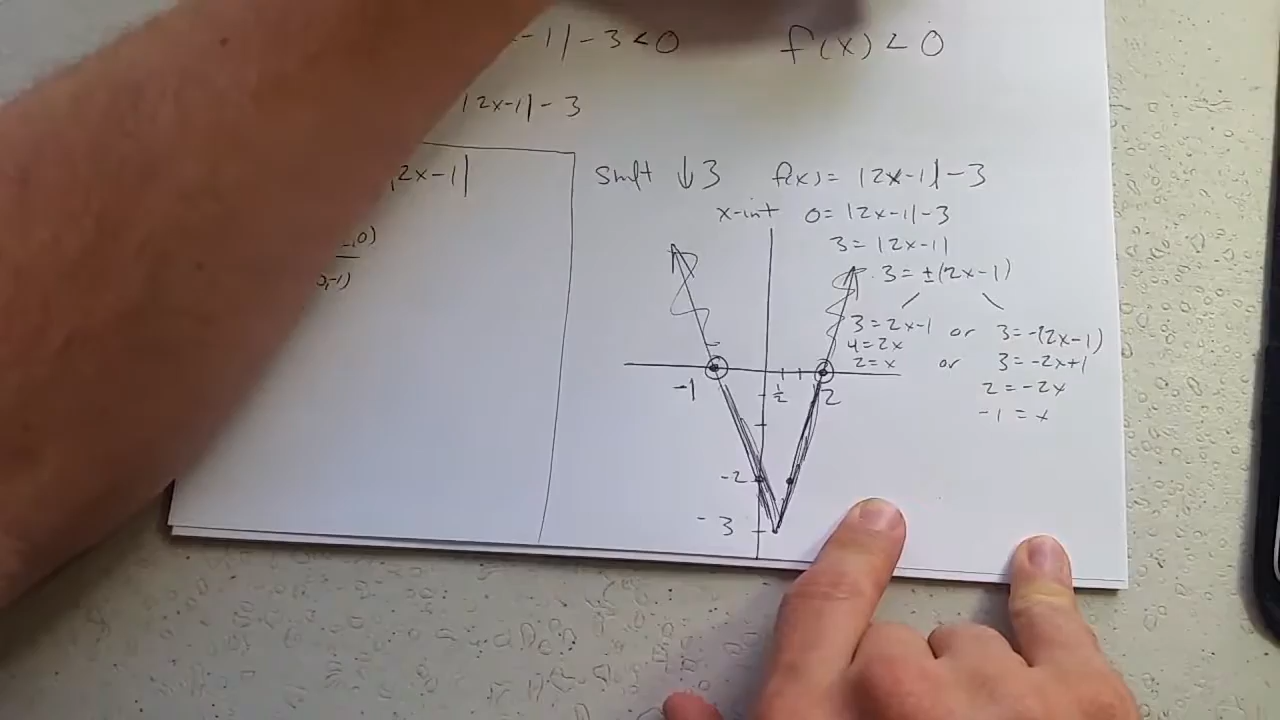 -1| - 3 < 0 f(x) < 0
|2x-1| - 3
2x-1|
Shift ↓3 f(x) = |2x-1| - 3
x-int 0 = |2x-1| - 3
,0)
3 = |2x-1|
,-1)
3 = ±(2x-1)
3 = 2x-1 or 3 = -(2x-1)
4 = 2x
2 = x or 3 = -2x+1
-1 1/2 2
2 = -2x
-1 = x
-2
-3